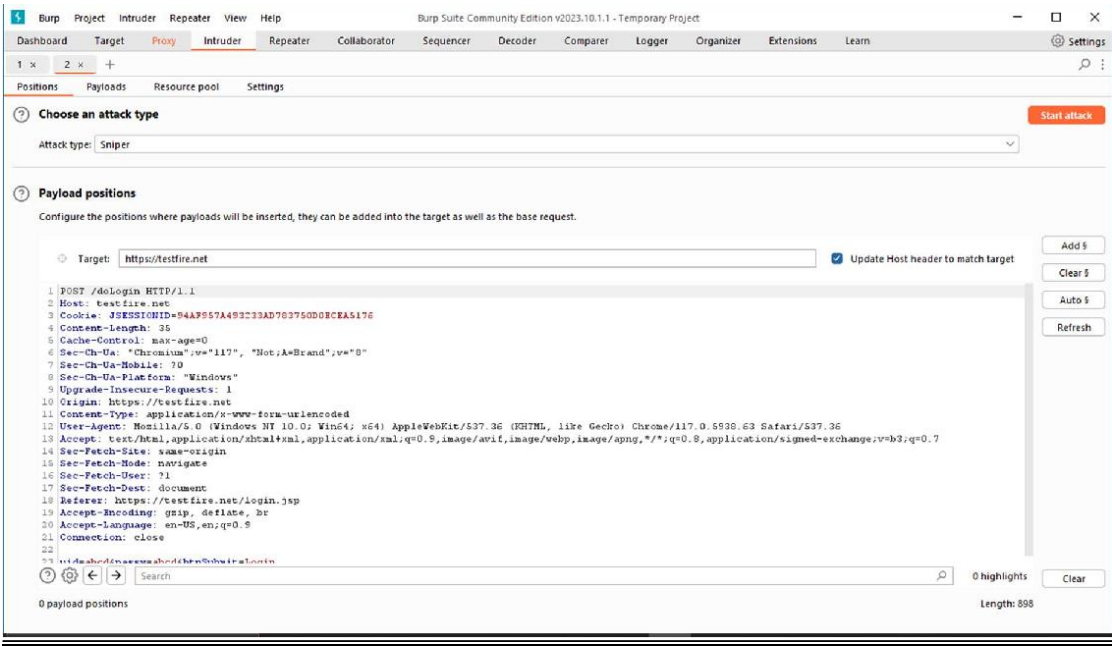 Burp Project Intruder Repeater View Help Burp Suite Community Edition v2023.10.1.1 - Temporary Project
Dashboard Target Proxy Intruder Repeater Collaborator Sequencer Decoder Comparer Logger Organizer Extensions Learn Settings
1 × 2 × +
Positions Payloads Resource pool Settings
Choose an attack type Start attack
Attack type: Sniper
Payload positions
Configure the positions where payloads will be inserted, they can be added into the target as well as the base request.
Target: https://testfire.net Update Host header to match target
Add §
Clear §
Auto §
Refresh
1 POST /doLogin HTTP/1.1
2 Host: testfire.net
3 Cookie: JSESSIONID=
4 Content-Length: 35
5 Cache-Control: max-age=0
6 Sec-Ch-Ua: "Chromium";v="117", "Not;A=Brand";v="8"
7 Sec-Ch-Ua-Mobile: ?0
8 Sec-Ch-Ua-Platform: "Windows"
9 Upgrade-Insecure-Requests: 1
10 Origin: https://testfire.net
11 Content-Type: application/x-www-form-urlencoded
12 User-Agent: Mozilla/5.0 (Windows NT 10.0; Win64; x64) AppleWebKit/537.36 (KHTML, like Gecko) Chrome/117.0.5938.63 Safari/537.36
13 Accept: text/html,application/xhtml+xml,application/xml;q=0.9,image/avif,image/webp,image/apng,*/*;q=0.8,application/signed-exchange;v=b3;q=0.7
14 Sec-Fetch-Site: same-origin
15 Sec-Fetch-Mode: navigate
16 Sec-Fetch-User: ?1
17 Sec-Fetch-Dest: document
18 Referer: https://testfire.net/login.jsp
19 Accept-Encoding: gzip, deflate, br
20 Accept-Language: en-US,en;q=0.9
21 Connection: close
22
23 uid=abcd&passw=abcd&btnSubmit=Login
Search 0 highlights Clear
0 payload positions Length: 898